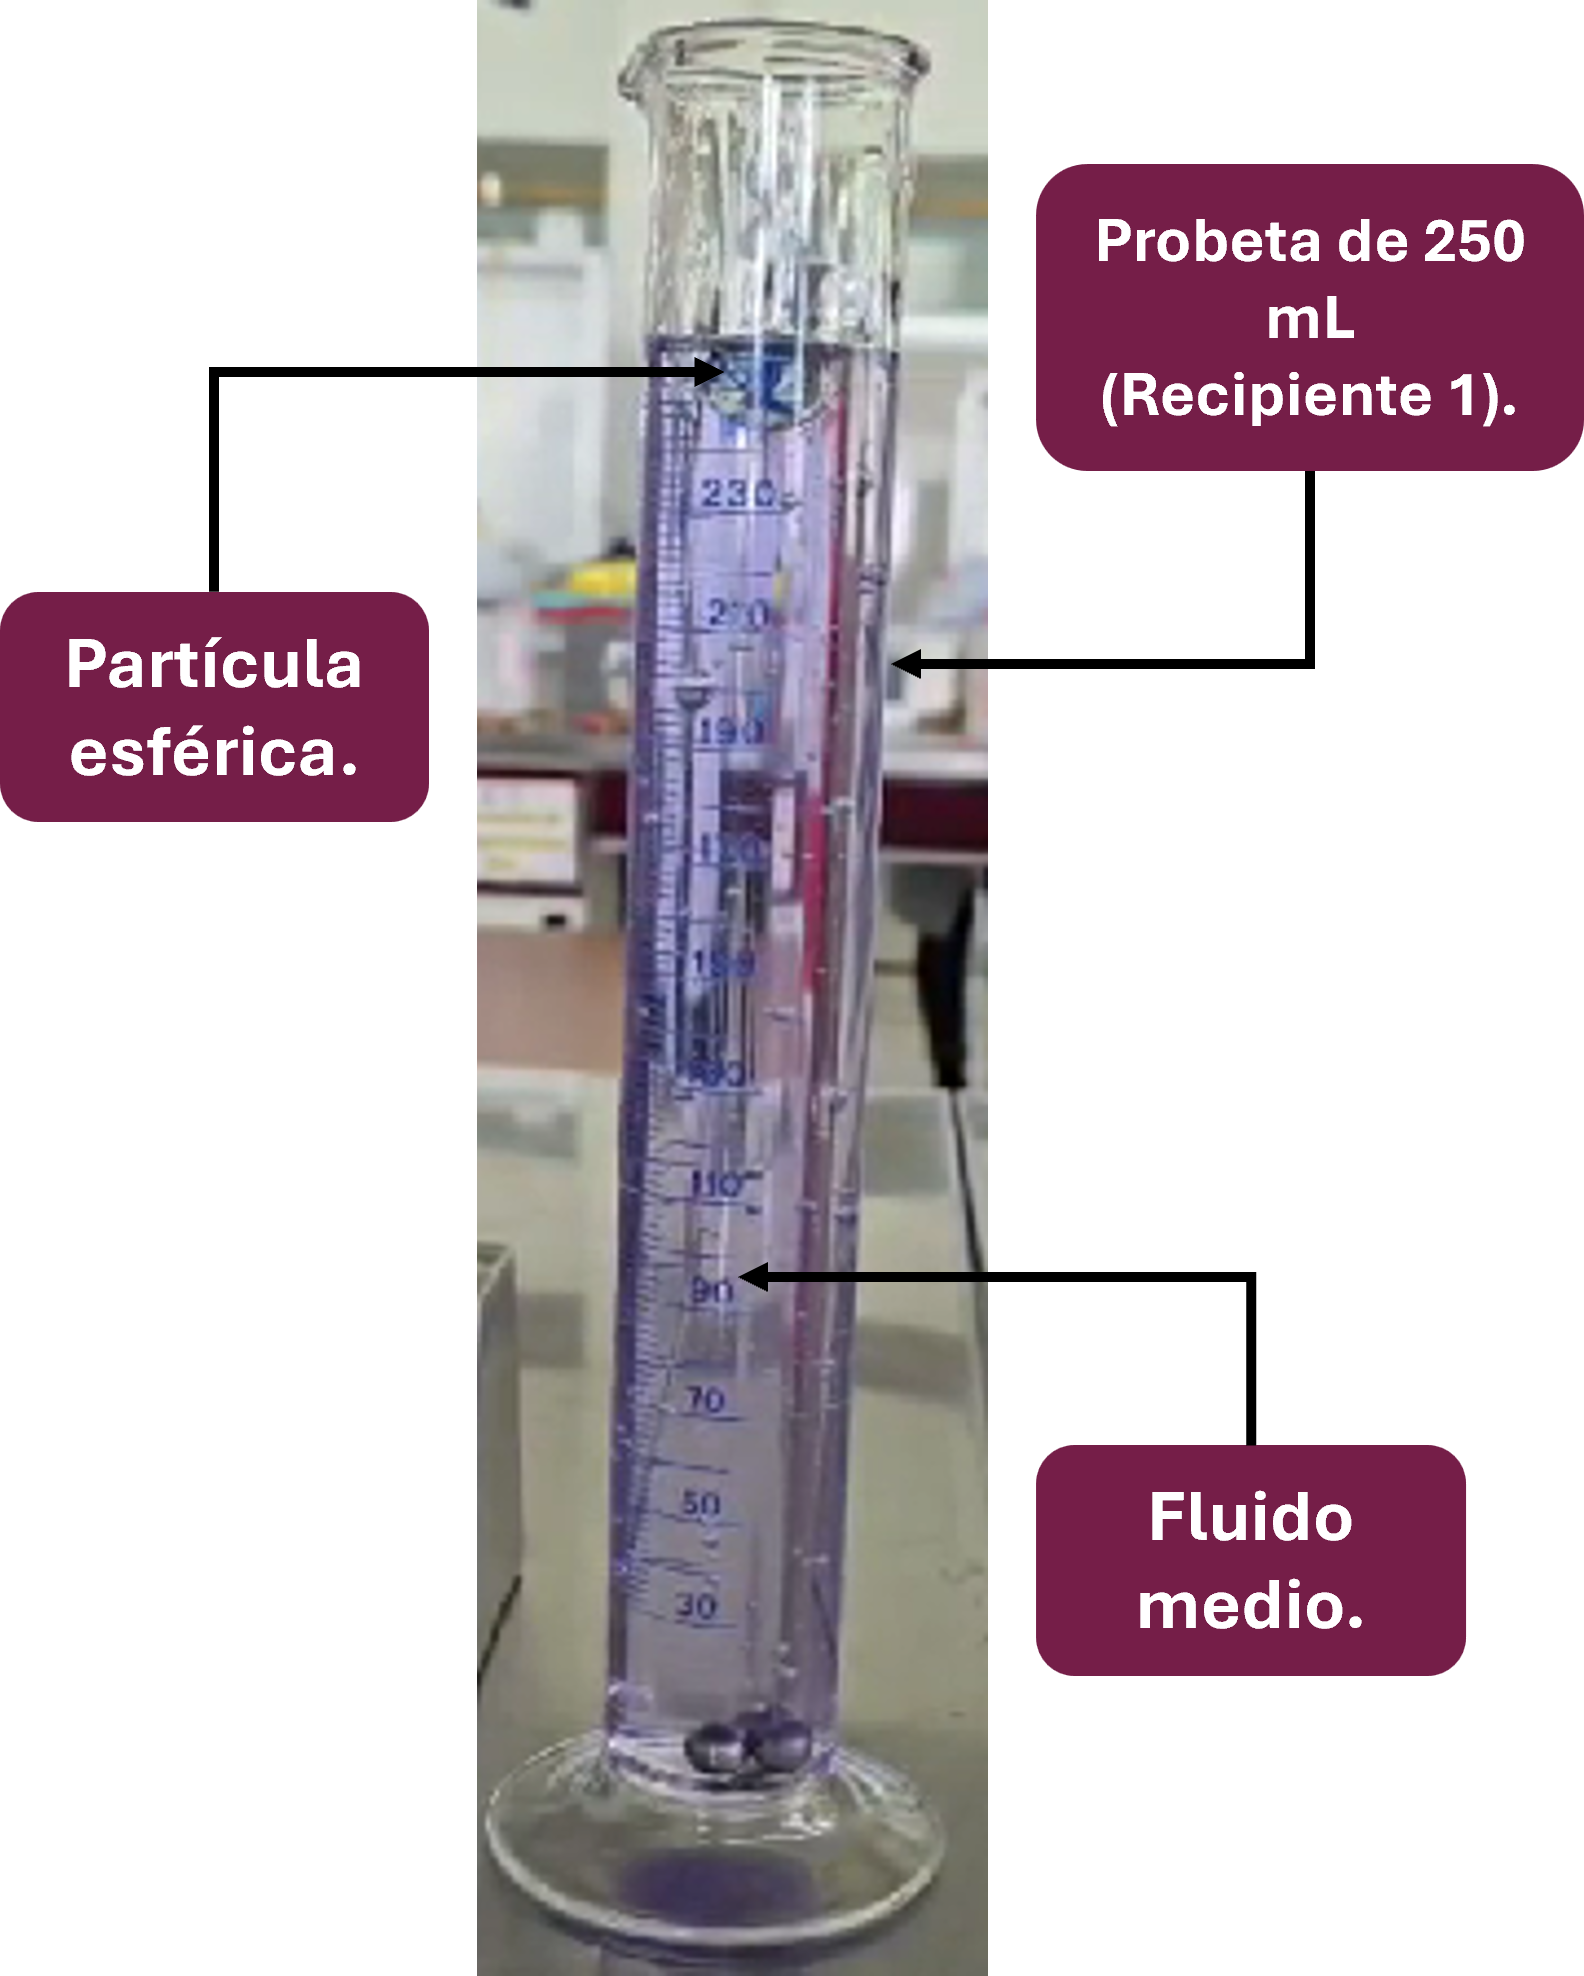 Probeta de 250
mL
(Recipiente 1).
Partícula
esférica.
230
210
190
110
90
70
50
30
Fluido
medio.